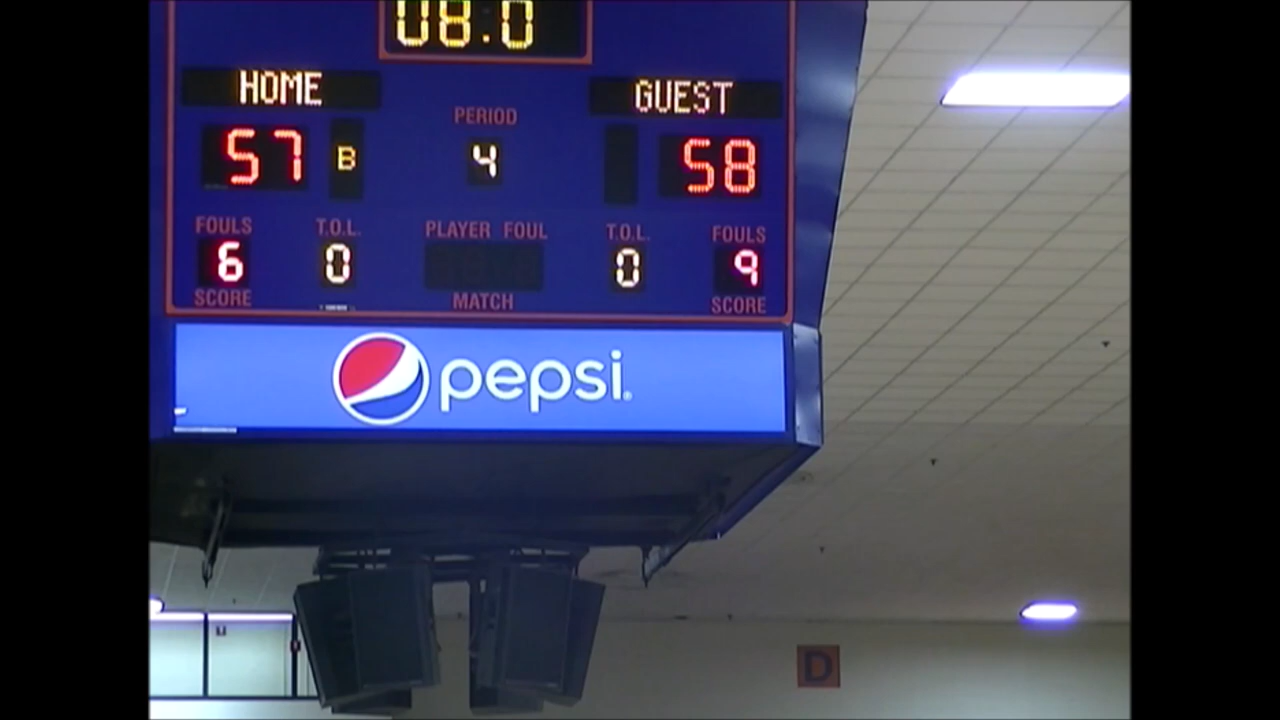 08.0
HOME
GUEST
PERIOD
57
B
4
58
FOULS
T.O.L.
PLAYER FOUL
T.O.L.
FOULS
6
0
0
9
SCORE
MATCH
SCORE
pepsi
D